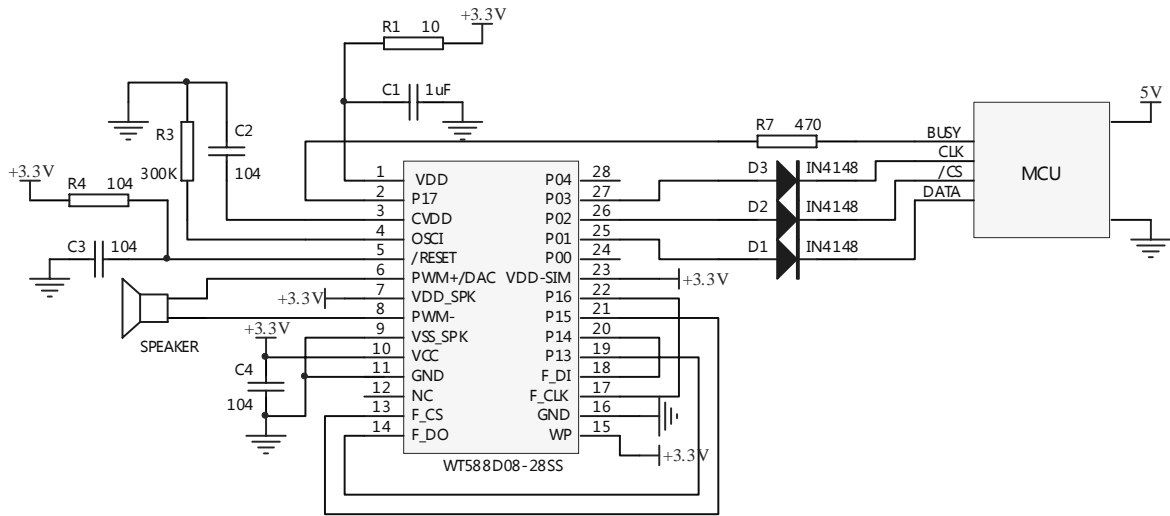 +3.3V
R1 10
5V
C1 1uF
R3
300K
C2
104
R7 470
BUSY
CLK
/CS
DATA
MCU
+3.3V
R4 104
C3 104
D3 IN4148
D2 IN4148
D1 IN4148
1 VDD P04 28
2 P17 P03 27
3 CVDD P02 26
4 OSCI P01 25
5 /RESET P00 24
6 PWM+/DAC VDD-SIM 23 +3.3V
+3.3V 7 VDD_SPK P16 22
8 PWM- P15 21
9 VSS_SPK P14 20
10 VCC P13 19
11 GND F_DI 18
12 NC F_CLK 17
13 F_CS GND 16
14 F_DO WP 15
+3.3V
SPEAKER
+3.3V
C4
104
WT588D08-28SS